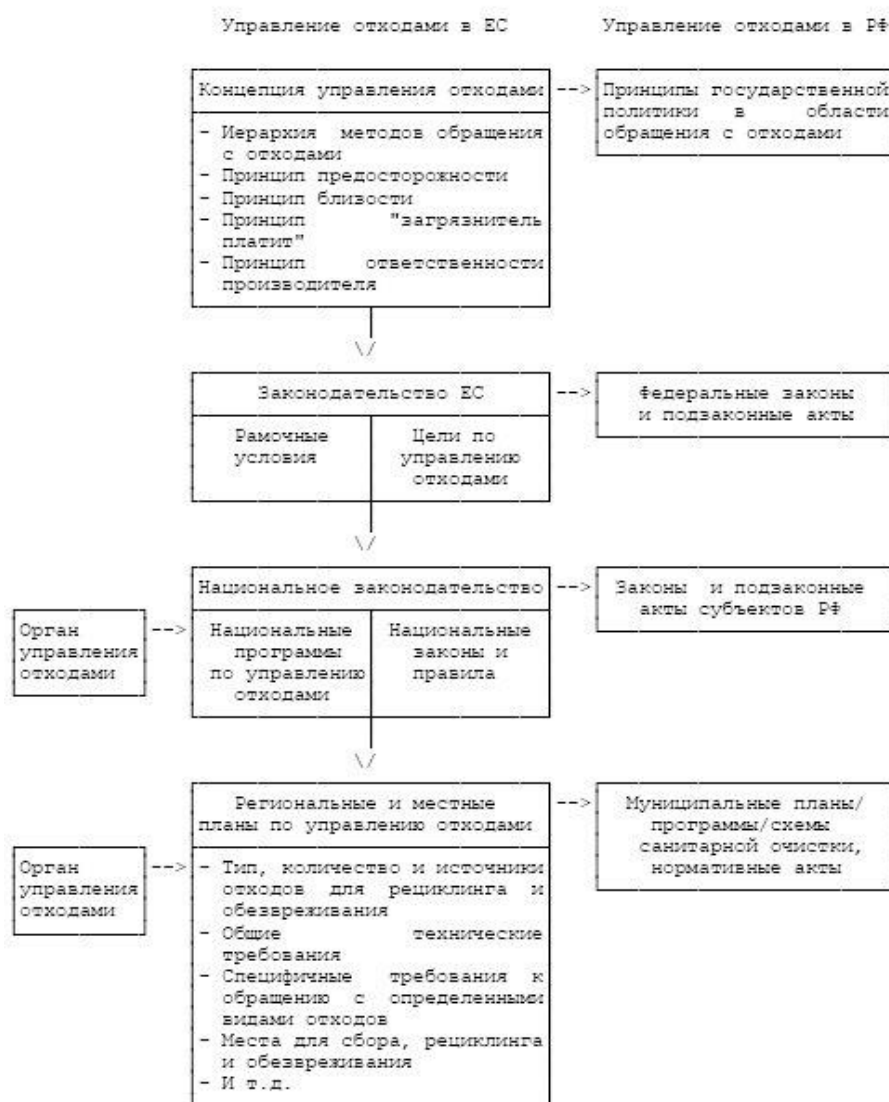 Управление отходами в ЕС
Управление отходами в РФ
Концепция управления отходами
-->
Принципы государственной
политики в области
обращения с отходами
- Иерархия методов обращения
с отходами
- Принцип предосторожности
- Принцип близости
- Принцип "загрязнитель
платит"
- Принцип ответственности
производителя
\/
Законодательство ЕС
-->
Федеральные законы
и подзаконные акты
Рамочные
условия
Цели по
управлению
отходами
\/
Национальное законодательство
-->
Законы и подзаконные
акты субъектов РФ
Орган
управления
отходами
-->
Национальные
программы
по управлению
отходами
Национальные
законы и
правила
\/
Региональные и местные
планы по управлению отходами
-->
Муниципальные планы/
программы/схемы
санитарной очистки,
нормативные акты
Орган
управления
отходами
-->
- Тип, количество и источники
отходов для рециклинга и
обезвреживания
- Общие технические
требования
- Специфичные требования к
обращению с определенными
видами отходов
- Места для сбора, рециклинга
и обезвреживания
- И т.д.